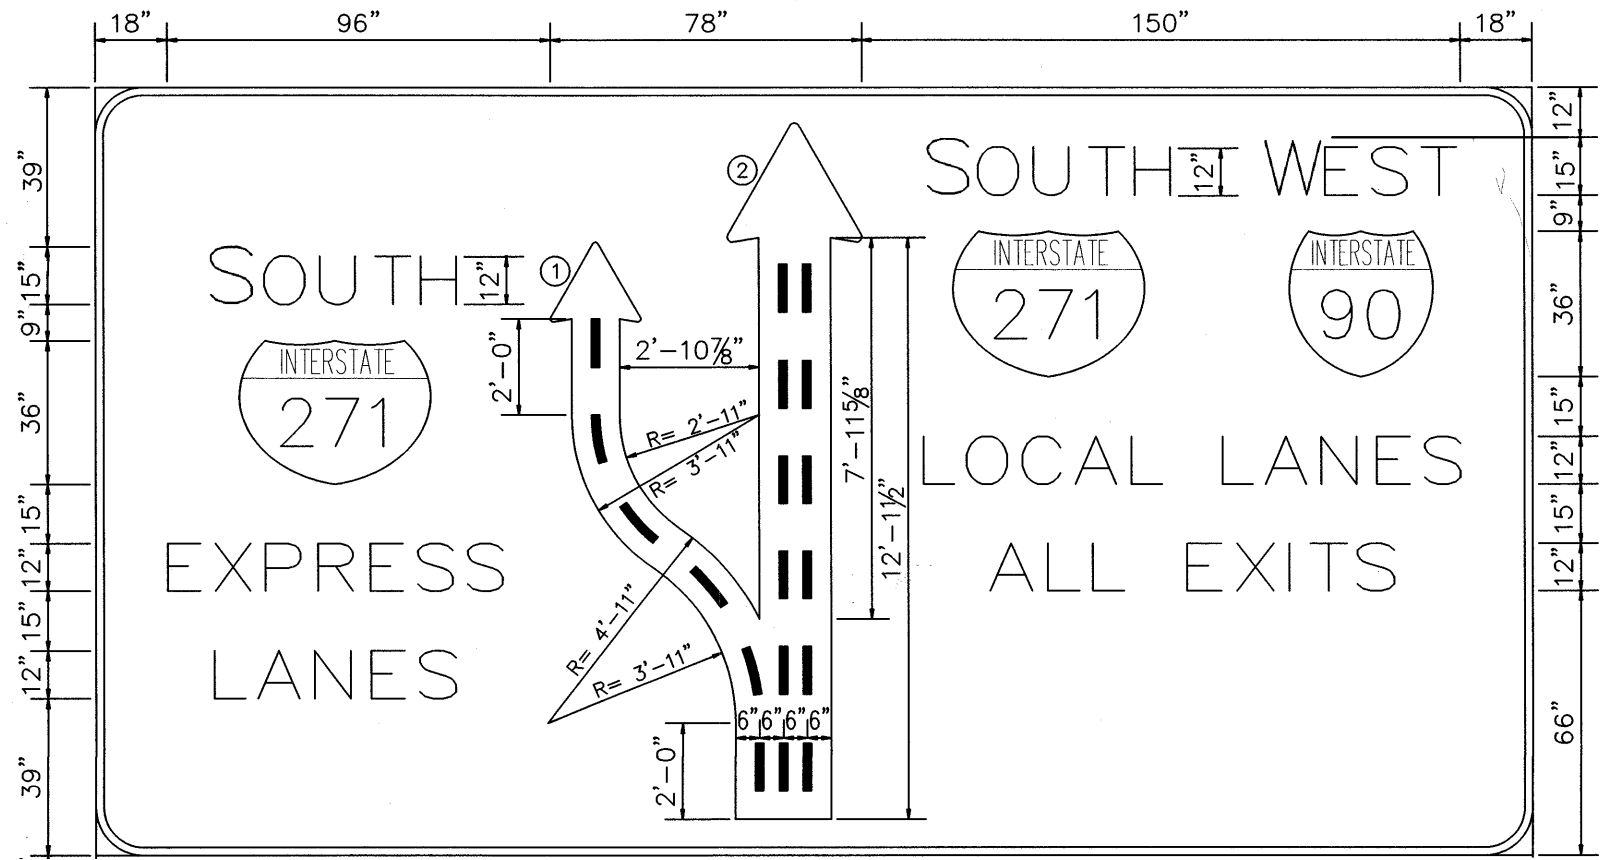 18” 96” 78” 150” 18”
39”
15”
9”
36”
15”
12”
15”
12”
39”
SOUTH 12”
INTERSTATE
271
EXPRESS
LANES
1
2
2’-0”
2’-10⅞”
R= 2’-11”
R= 3’-11”
R= 4’-11”
R= 3’-11”
6” 6” 6” 6”
2’-0”
7’-11⅝”
12’-1½”
SOUTH 12” WEST
INTERSTATE INTERSTATE
271 90
LOCAL LANES
ALL EXITS
12”
15”
9”
36”
15”
12”
15”
12”
66”